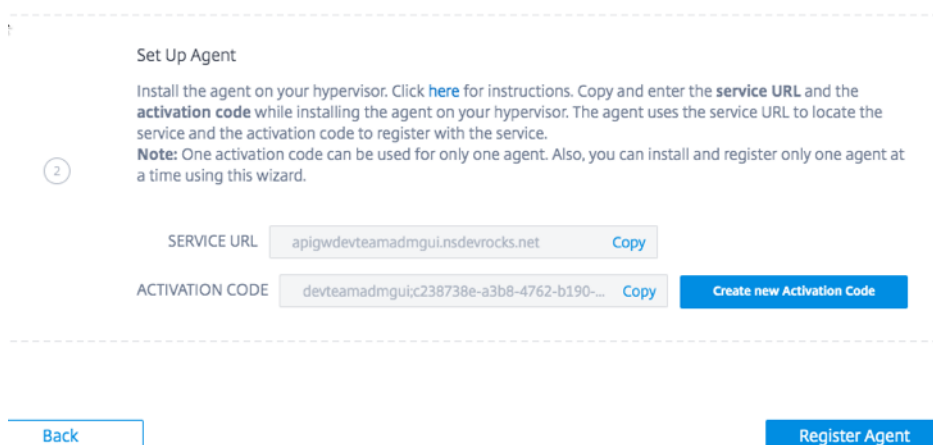 Set Up Agent
Install the agent on your hypervisor. Click here for instructions. Copy and enter the service URL and the
activation code while installing the agent on your hypervisor. The agent uses the service URL to locate the
service and the activation code to register with the service.
Note: One activation code can be used for only one agent. Also, you can install and register only one agent at
a time using this wizard.
2
SERVICE URL apigwdevteamadmgui.nsdevrocks.net Copy
ACTIVATION CODE devteamadmgui;c238738e-a3b8-4762-b190-... Copy Create new Activation Code
Back Register Agent